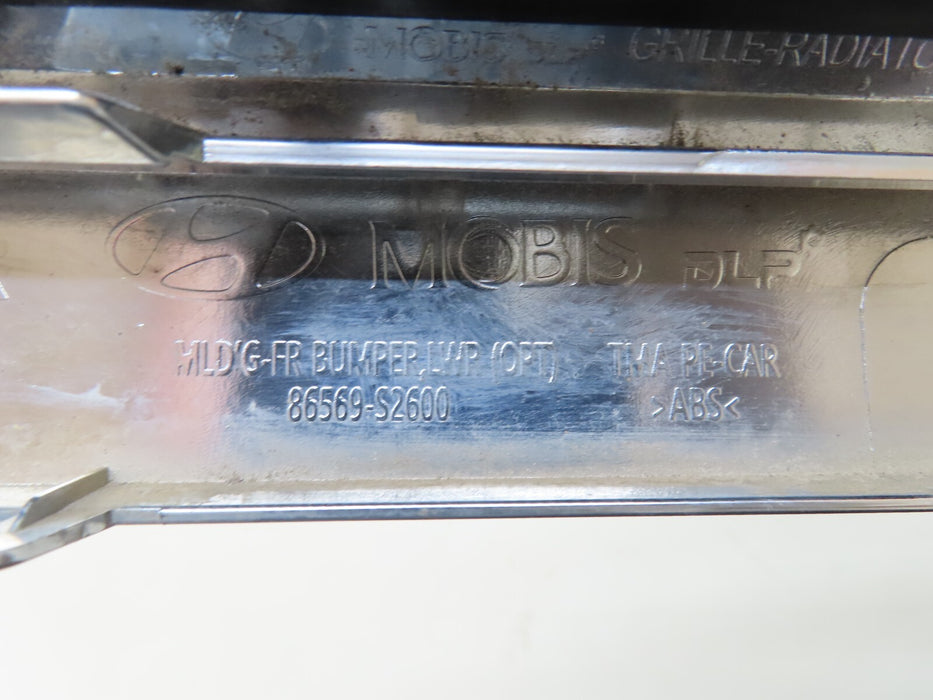 MOBIS DLP GRILLE-RADIATO
MOBIS DLP
MLD'G-FR BUMPER,LWR (OPT) TMA PE-CAR
86569-S2600 >ABS<